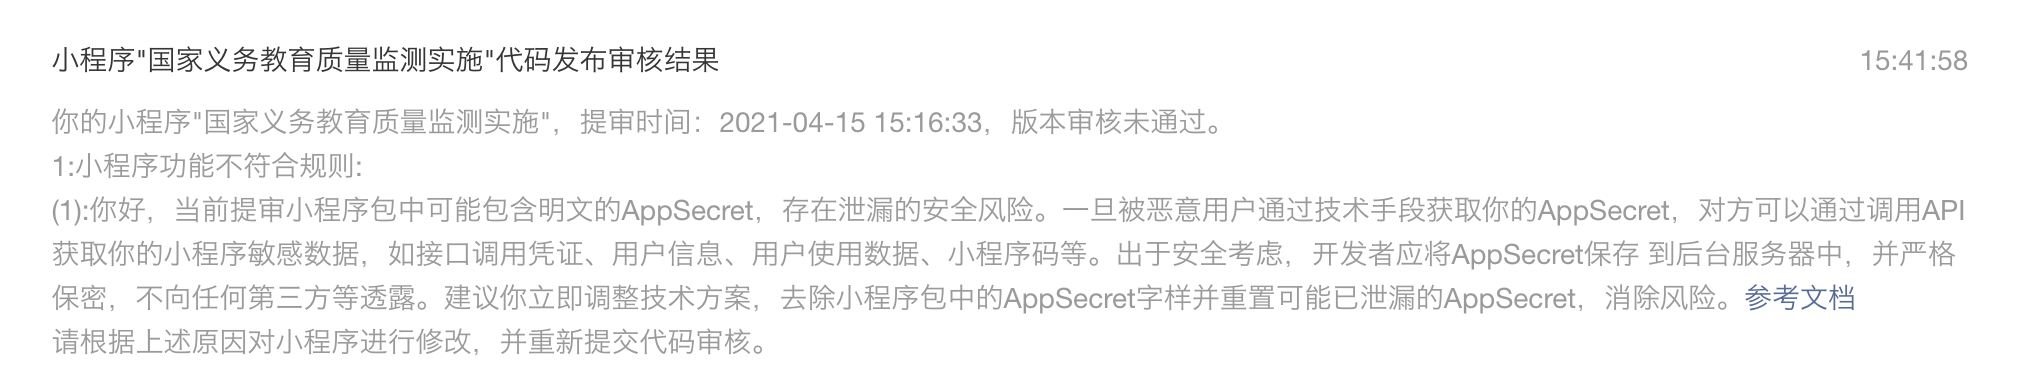 小程序"国家义务教育质量监测实施"代码发布审核结果
15:41:58
你的小程序"国家义务教育质量监测实施"，提审时间：2021-04-15 15:16:33，版本审核未通过。
1:小程序功能不符合规则:
(1):你好，当前提审小程序包中可能包含明文的AppSecret，存在泄漏的安全风险。一旦被恶意用户通过技术手段获取你的AppSecret，对方可以通过调用API
获取你的小程序敏感数据，如接口调用凭证、用户信息、用户使用数据、小程序码等。出于安全考虑，开发者应将AppSecret保存 到后台服务器中，并严格
保密，不向任何第三方等透露。建议你立即调整技术方案，去除小程序包中的AppSecret字样并重置可能已泄漏的AppSecret，消除风险。参考文档
请根据上述原因对小程序进行修改，并重新提交代码审核。